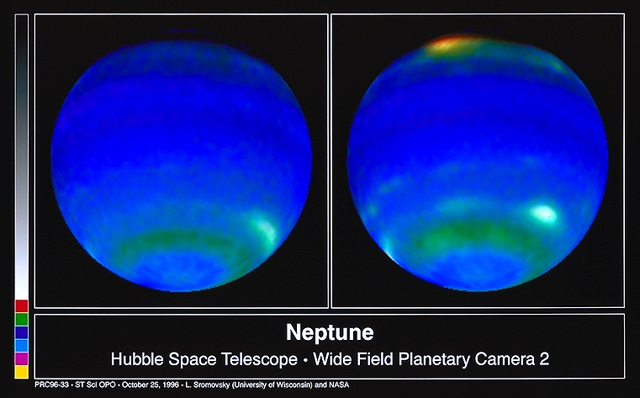 Neptune
Hubble Space Telescope • Wide Field Planetary Camera 2
PRC96-33 • ST ScI OPO • October 25, 1996 • L. Sromovsky (University of Wisconsin) and NASA